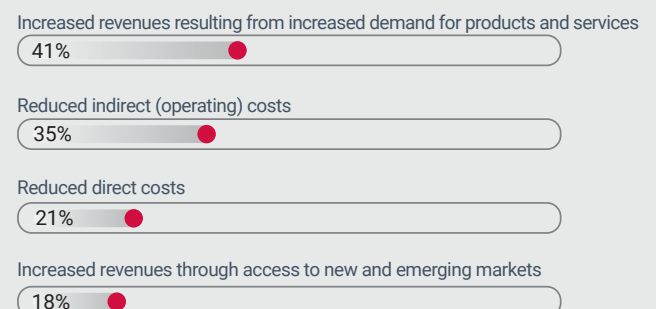 Increased revenues resulting from increased demand for products and services
41%
Reduced indirect (operating) costs
35%
Reduced direct costs
21%
Increased revenues through access to new and emerging markets
18%